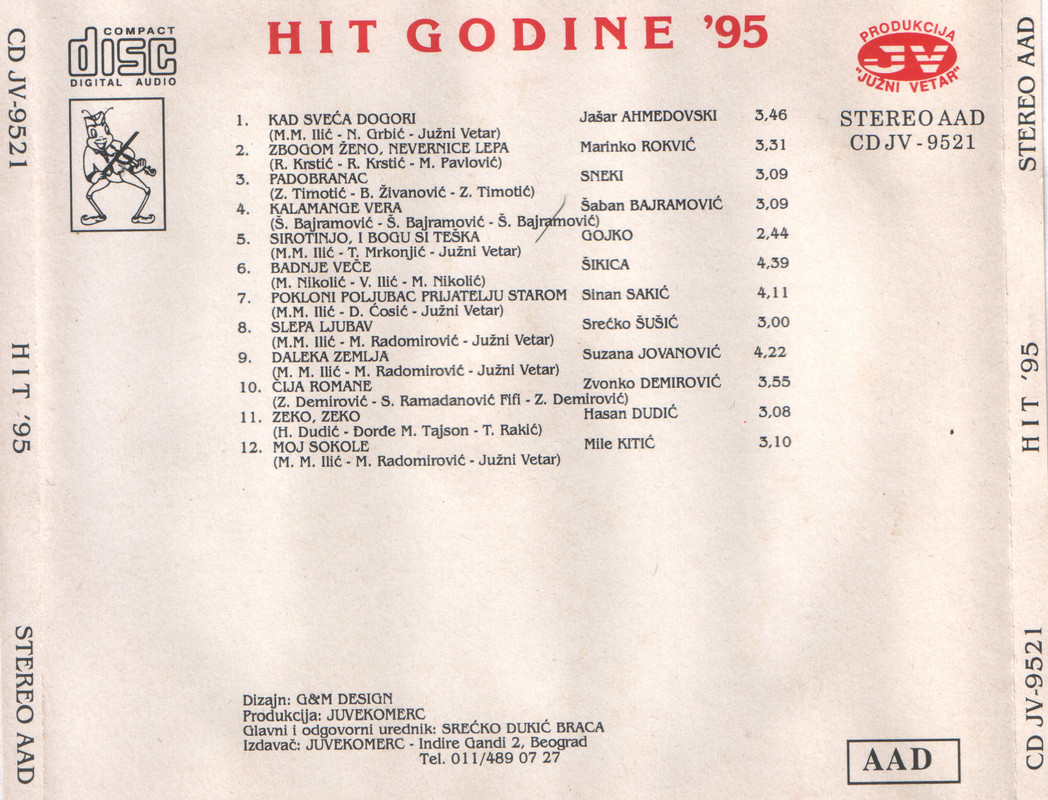 HIT GODINE '95
COMPACT
disc
DIGITAL AUDIO
PRODUKCIJA
JV
"JUŽNI VETAR"
STEREO AAD
CD JV - 9521
1. KAD SVEĆA DOGORI Jašar AHMEDOVSKI 3,46
(M.M. Ilić - N. Grbić - Južni Vetar)
2. ZBOGOM ŽENO, NEVERNICE LEPA Marinko ROKVIĆ 3,31
(R. Krstić - R. Krstić - M. Pavlović)
3. PADOBRANAC SNEKI 3,09
(Z. Timotić - B. Živanović - Z. Timotić)
4. KALAMANGE VERA Šaban BAJRAMOVIĆ 3,09
(Š. Bajramović - Š. Bajramović - Š. Bajramović)
5. SIROTINJO, I BOGU SI TEŠKA GOJKO 2,44
(M.M. Ilić - T. Mrkonjić - Južni Vetar)
6. BADNJE VEČE ŠIKICA 4,39
(M. Nikolić - V. Ilić - M. Nikolić)
7. POKLONI POLJUBAC PRIJATELJU STAROM Sinan SAKIĆ 4,11
(M.M. Ilić - D. Ćosić - Južni Vetar)
8. SLEPA LJUBAV Srećko ŠUŠIĆ 3,00
(M.M. Ilić - M. Radomirović - Južni Vetar)
9. DALEKA ZEMLJA Suzana JOVANOVIĆ 4,22
(M. M. Ilić - M. Radomirović - Južni Vetar)
10. ČIJA ROMANE Zvonko DEMIROVIĆ 3,55
(Z. Demirović - S. Ramadanović Fifi - Z. Demirović)
11. ZEKO, ZEKO Hasan DUDIĆ 3,08
(H. Dudić - Đorđe M. Tajson - T. Rakić)
12. MOJ SOKOLE Mile KITIĆ 3,10
(M. M. Ilić - M. Radomirović - Južni Vetar)
Dizajn: G&M DESIGN
Produkcija: JUVEKOMERC
Glavni i odgovorni urednik: SREĆKO DUKIĆ BRACA
Izdavač: JUVEKOMERC - Indire Gandi 2, Beograd
Tel. 011/489 07 27
AAD
CD JV-9521 HIT '95 STEREO AAD
CD JV-9521 HIT '95 STEREO AAD